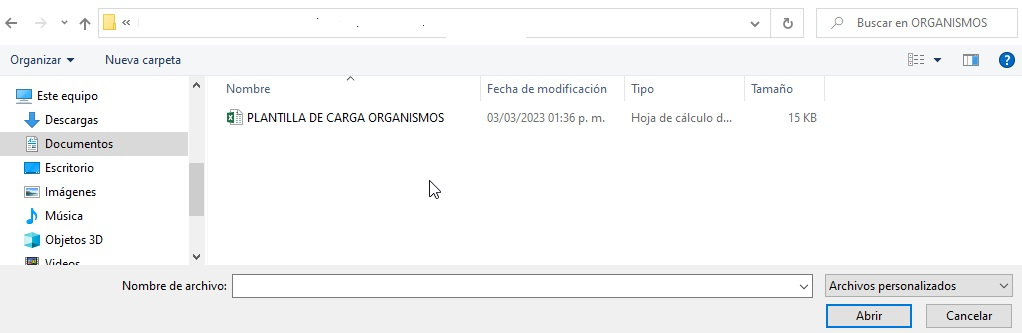 «
Buscar en ORGANISMOS
Organizar
Nueva carpeta
Este equipo
Descargas
Documentos
Escritorio
Imágenes
Música
Objetos 3D
Videos
Nombre Fecha de modificación Tipo Tamaño
PLANTILLA DE CARGA ORGANISMOS 03/03/2023 01:36 p. m. Hoja de cálculo d... 15 KB
Nombre de archivo:
Archivos personalizados
Abrir
Cancelar